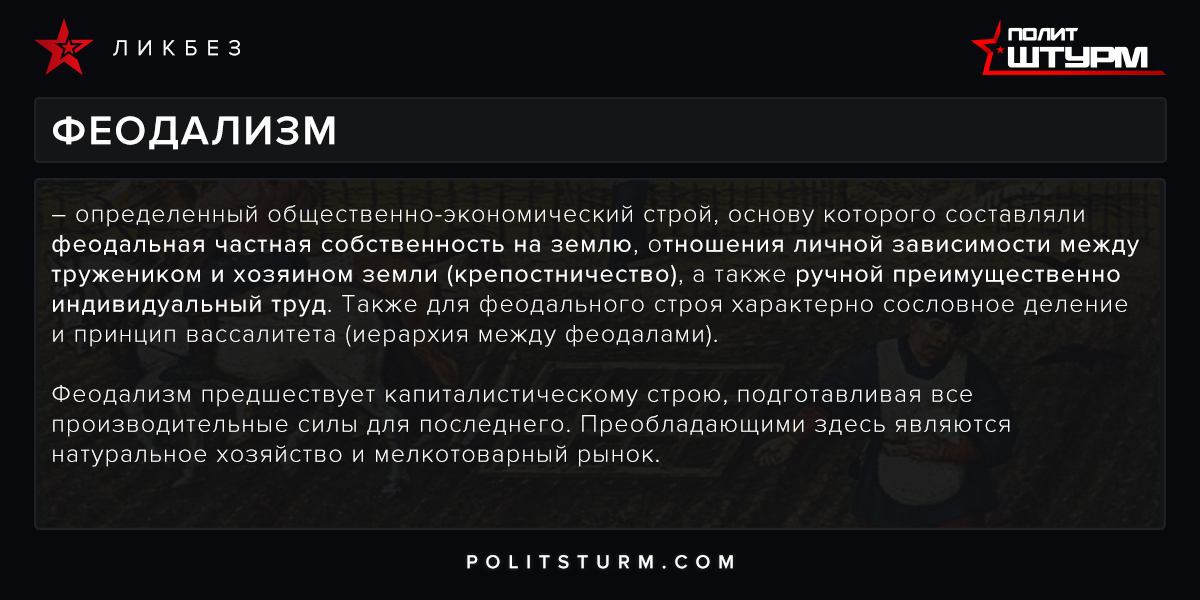 ЛИКБЕЗ
ПОЛИТ
ШТУРМ
ФЕОДАЛИЗМ
– определенный общественно-экономический строй, основу которого составляли
феодальная частная собственность на землю, отношения личной зависимости между
тружеником и хозяином земли (крепостничество), а также ручной преимущественно
индивидуальный труд. Также для феодального строя характерно сословное деление
и принцип вассалитета (иерархия между феодалами).
Феодализм предшествует капиталистическому строю, подготавливая все
производительные силы для последнего. Преобладающими здесь являются
натуральное хозяйство и мелкотоварный рынок.
POLITSTURM.COM